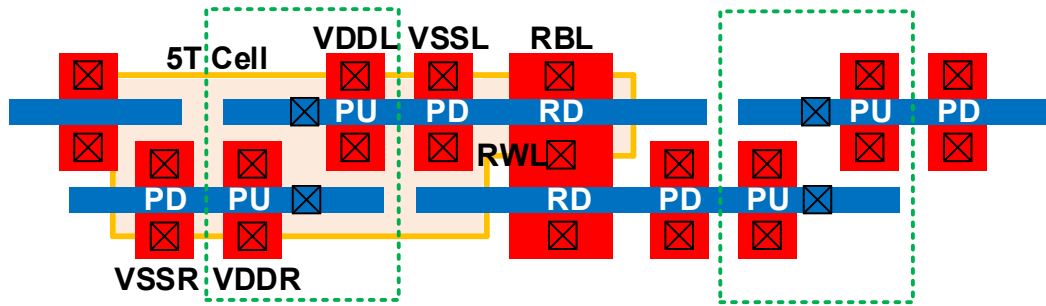 VDDL VSSL RBL
5T Cell
PU PD RD PU PD
RWL
PD PU RD PD PU
VSSR VDDR